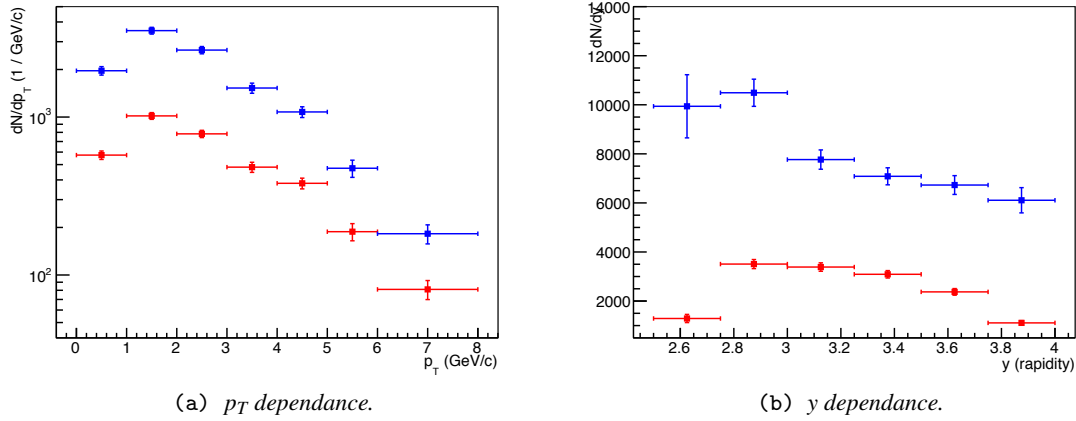 dN/dp_T (1 / GeV/c)
10^3
10^2
0 1 2 3 4 5 6 7 8
p_T (GeV/c)
(a) p_T dependance.
dN/dy
14000
12000
10000
8000
6000
4000
2000
2.6 2.8 3 3.2 3.4 3.6 3.8 4
y (rapidity)
(b) y dependance.